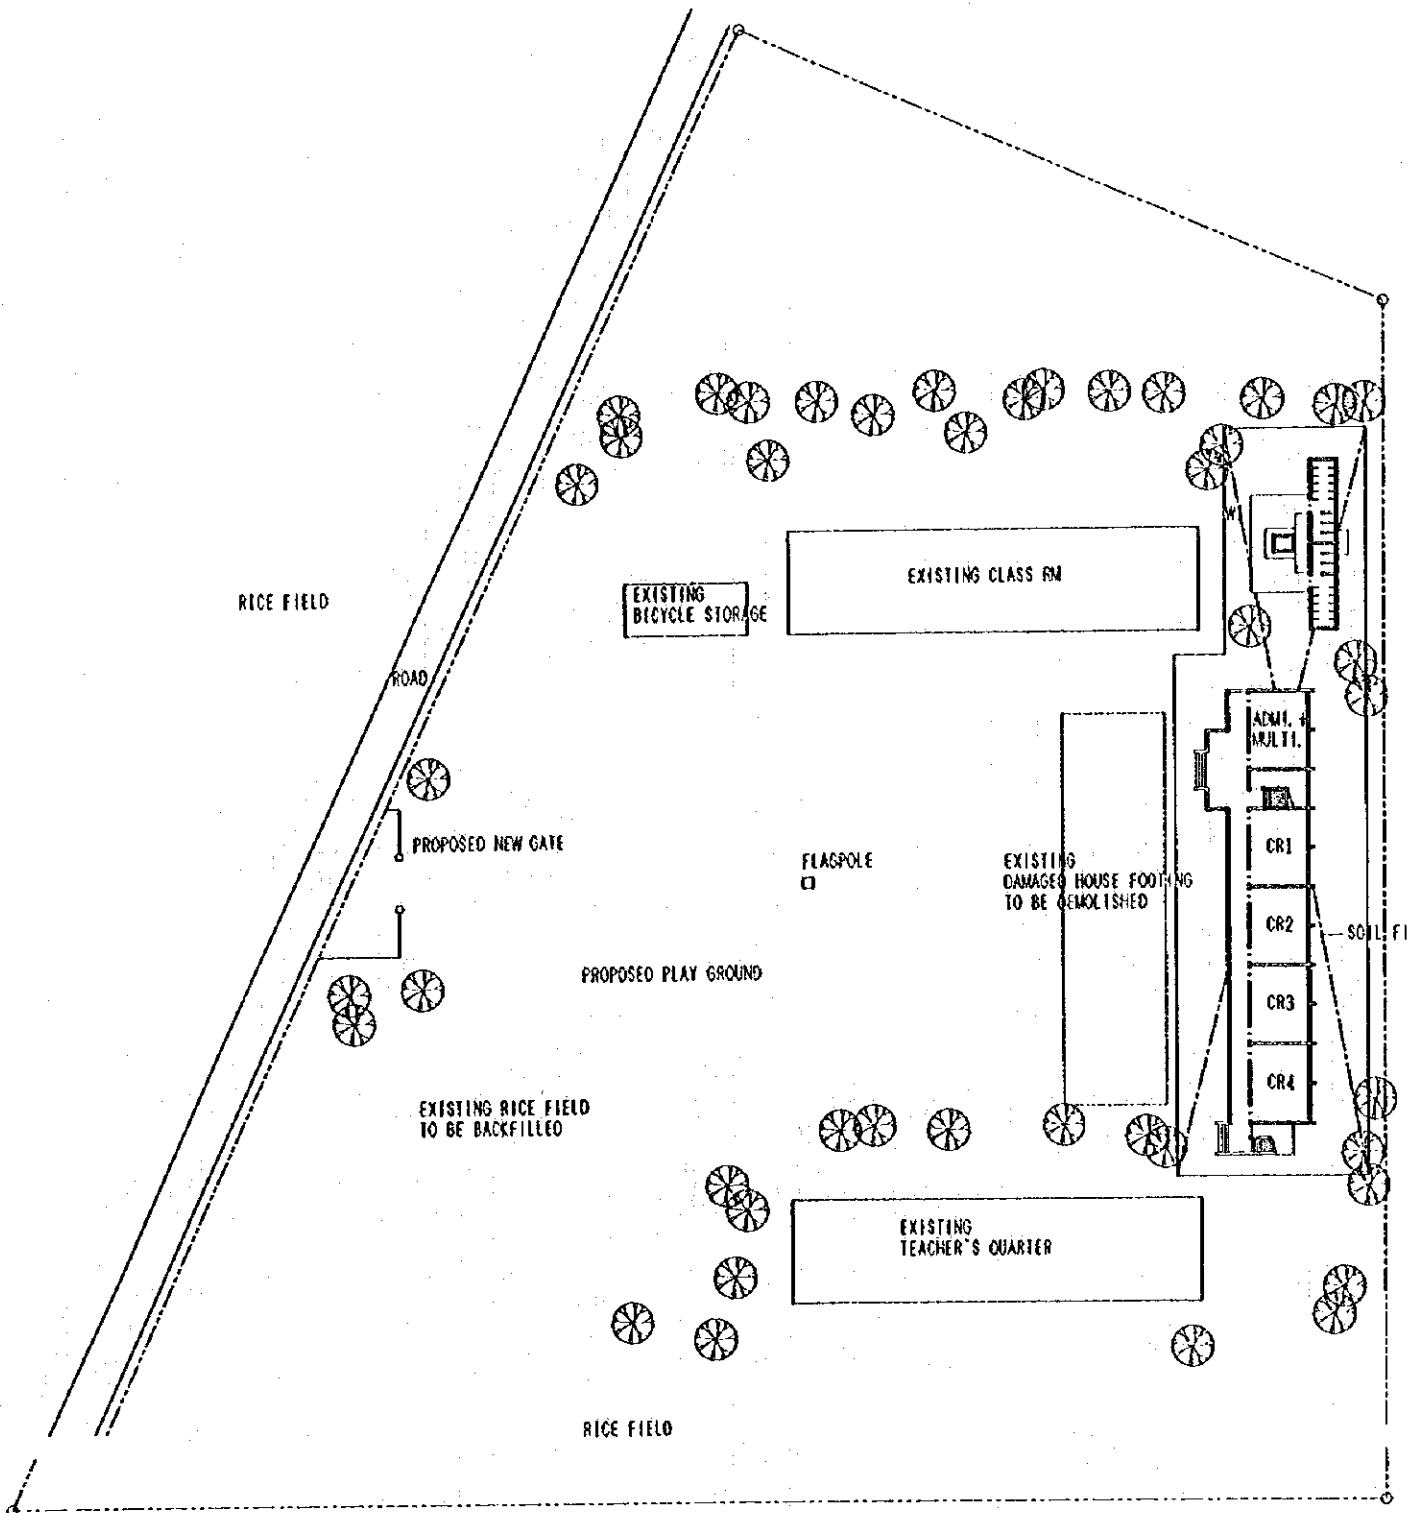 EXISTING CLASS RM
RICE FIELD
EXISTING
BICYCLE STORAGE
W
ROAD
ADMI. +
MULTI.
PROPOSED NEW GATE
CR1
FLAGPOLE
EXISTING
DAMAGED HOUSE FOOTING
TO BE DEMOLISHED
CR2
SOIL FI
PROPOSED PLAY GROUND
CR3
CR4
EXISTING RICE FIELD
TO BE BACKFILLED
EXISTING
TEACHER'S QUARTER
RICE FIELD